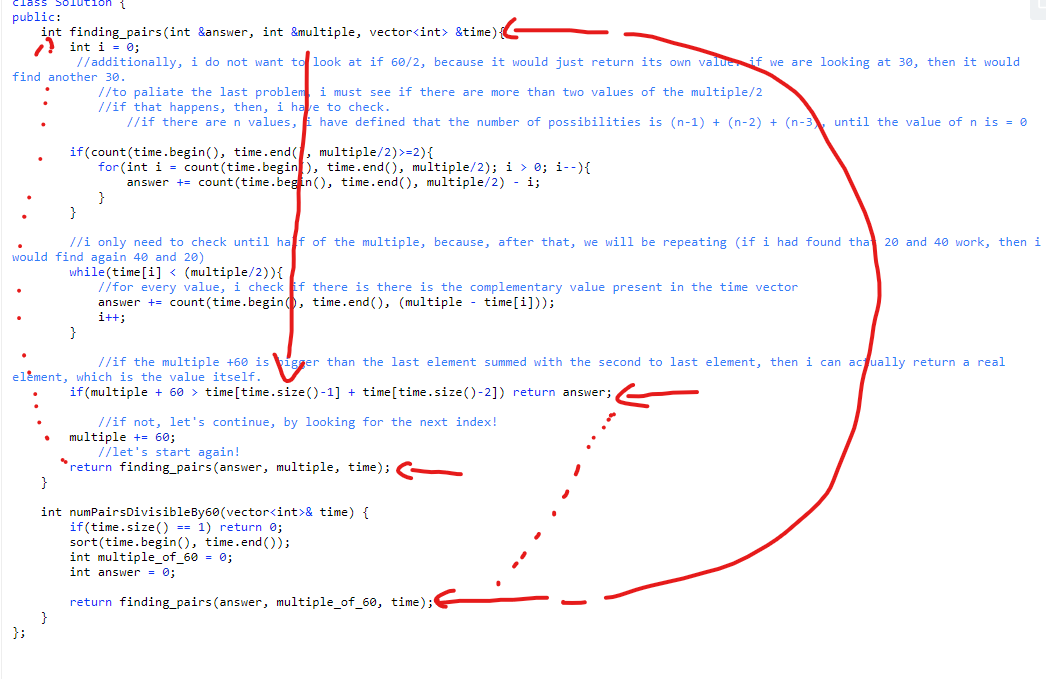 class Solution {
public:
int finding_pairs(int &answer, int &multiple, vector<int> &time){
int i = 0;
//additionally, i do not want to look at if 60/2, because it would just return its own value. if we are looking at 30, then it would
find another 30.
//to paliate the last problem, i must see if there are more than two values of the multiple/2
//if that happens, then, i have to check.
//if there are n values, i have defined that the number of possibilities is (n-1) + (n-2) + (n-3), until the value of n is = 0
if(count(time.begin(), time.end(), multiple/2)>=2){
for(int i = count(time.begin(), time.end(), multiple/2); i > 0; i--){
answer += count(time.begin(), time.end(), multiple/2) - i;
}
}
//i only need to check until half of the multiple, because, after that, we will be repeating (if i had found that 20 and 40 work, then i
would find again 40 and 20)
while(time[i] < (multiple/2)){
//for every value, i check if there is there is the complementary value present in the time vector
answer += count(time.begin(), time.end(), (multiple - time[i]));
i++;
}
//if the multiple +60 is bigger than the last element summed with the second to last element, then i can actually return a real
element, which is the value itself.
if(multiple + 60 > time[time.size()-1] + time[time.size()-2]) return answer;
//if not, let's continue, by looking for the next index!
multiple += 60;
//let's start again!
return finding_pairs(answer, multiple, time);
}
int numPairsDivisibleBy60(vector<int>& time) {
if(time.size() == 1) return 0;
sort(time.begin(), time.end());
int multiple_of_60 = 0;
int answer = 0;
return finding_pairs(answer, multiple_of_60, time);
}
};